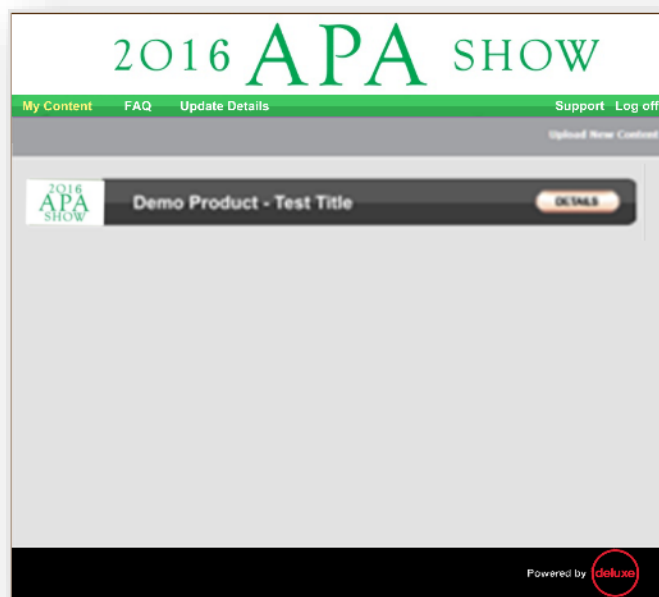 2016 APA SHOW
My Content FAQ Update Details Support Log off
Upload New Content
2016
APA
SHOW
Demo Product - Test Title DETAILS
Powered by deluxe